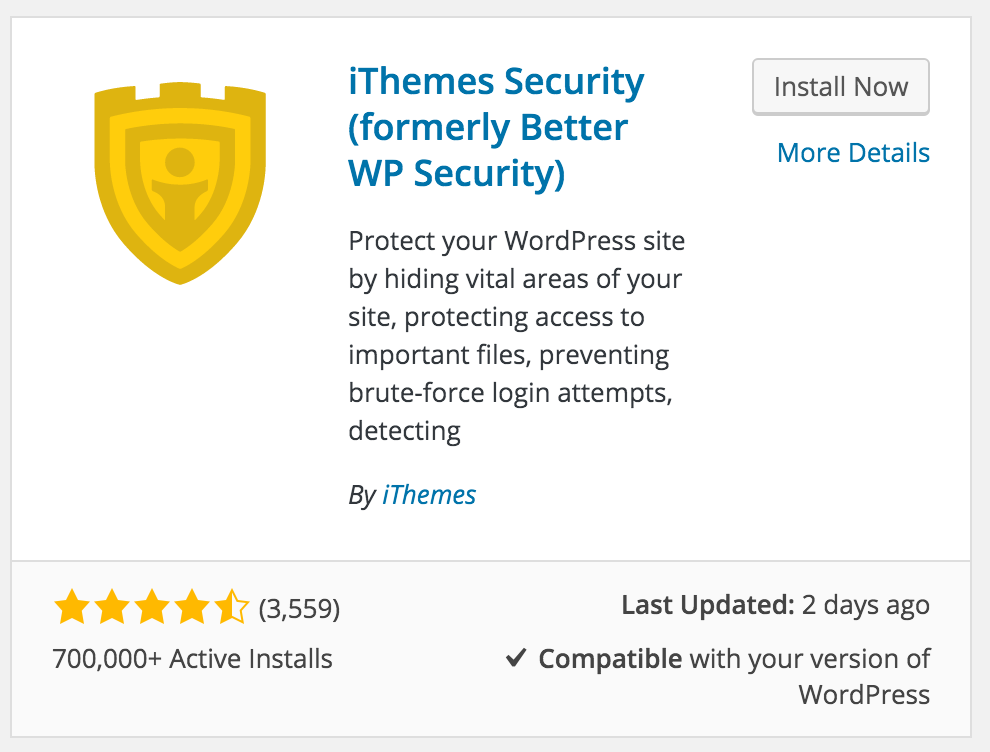 iThemes Security
(formerly Better
WP Security)
Install Now
More Details
Protect your WordPress site
by hiding vital areas of your
site, protecting access to
important files, preventing
brute-force login attempts,
detecting
By iThemes
(3,559)
700,000+ Active Installs
Last Updated: 2 days ago
✔ Compatible with your version of
WordPress